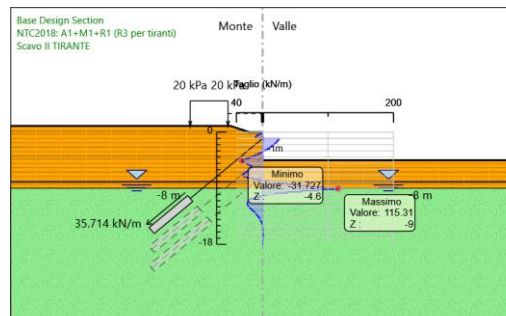 Base Design Section
NTC2018: A1+M1+R1 (R3 per tiranti)
Scavo II TIRANTE
Monte
Valle
20 kPa
20 kPa
Taglio (kN/m)
40
200
0
-1m
Minimo
Valore: -31.727
Z : -4.6
-8 m
-8 m
Massimo
Valore: 115.31
Z : -9
35.714 kN/m
-18